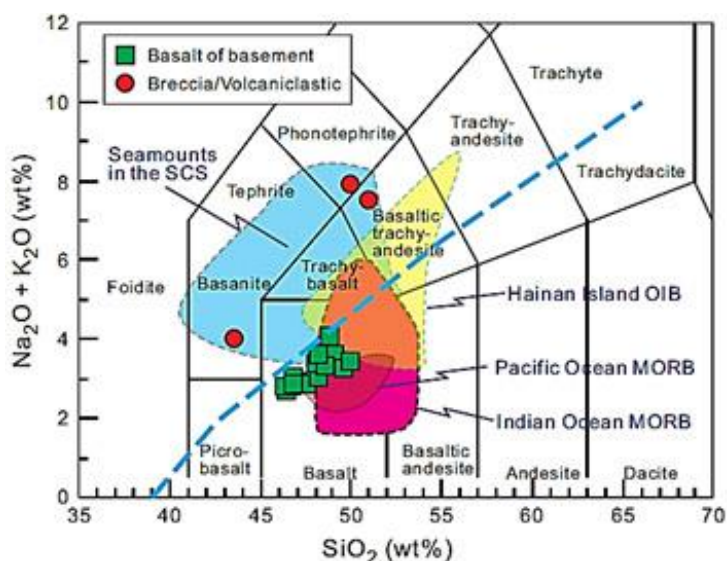 12
10
8
6
4
2
0
Na₂O + K₂O (wt%)
Basalt of basement
Breccia/Volcaniclastic
Trachyte
Phonotephrite
Trachy-
andesite
Seamounts
in the SCS
Tephrite
Trachydacite
Basaltic-
trachy-
andesite
Foidite
Basanite
Trachy-
basalt
Hainan Island OIB
Pacific Ocean MORB
Indian Ocean MORB
Picro-
basalt
Basalt
Basaltic
andesite
Andesite
Dacite
35
40
45
50
55
60
65
70
SiO₂ (wt%)